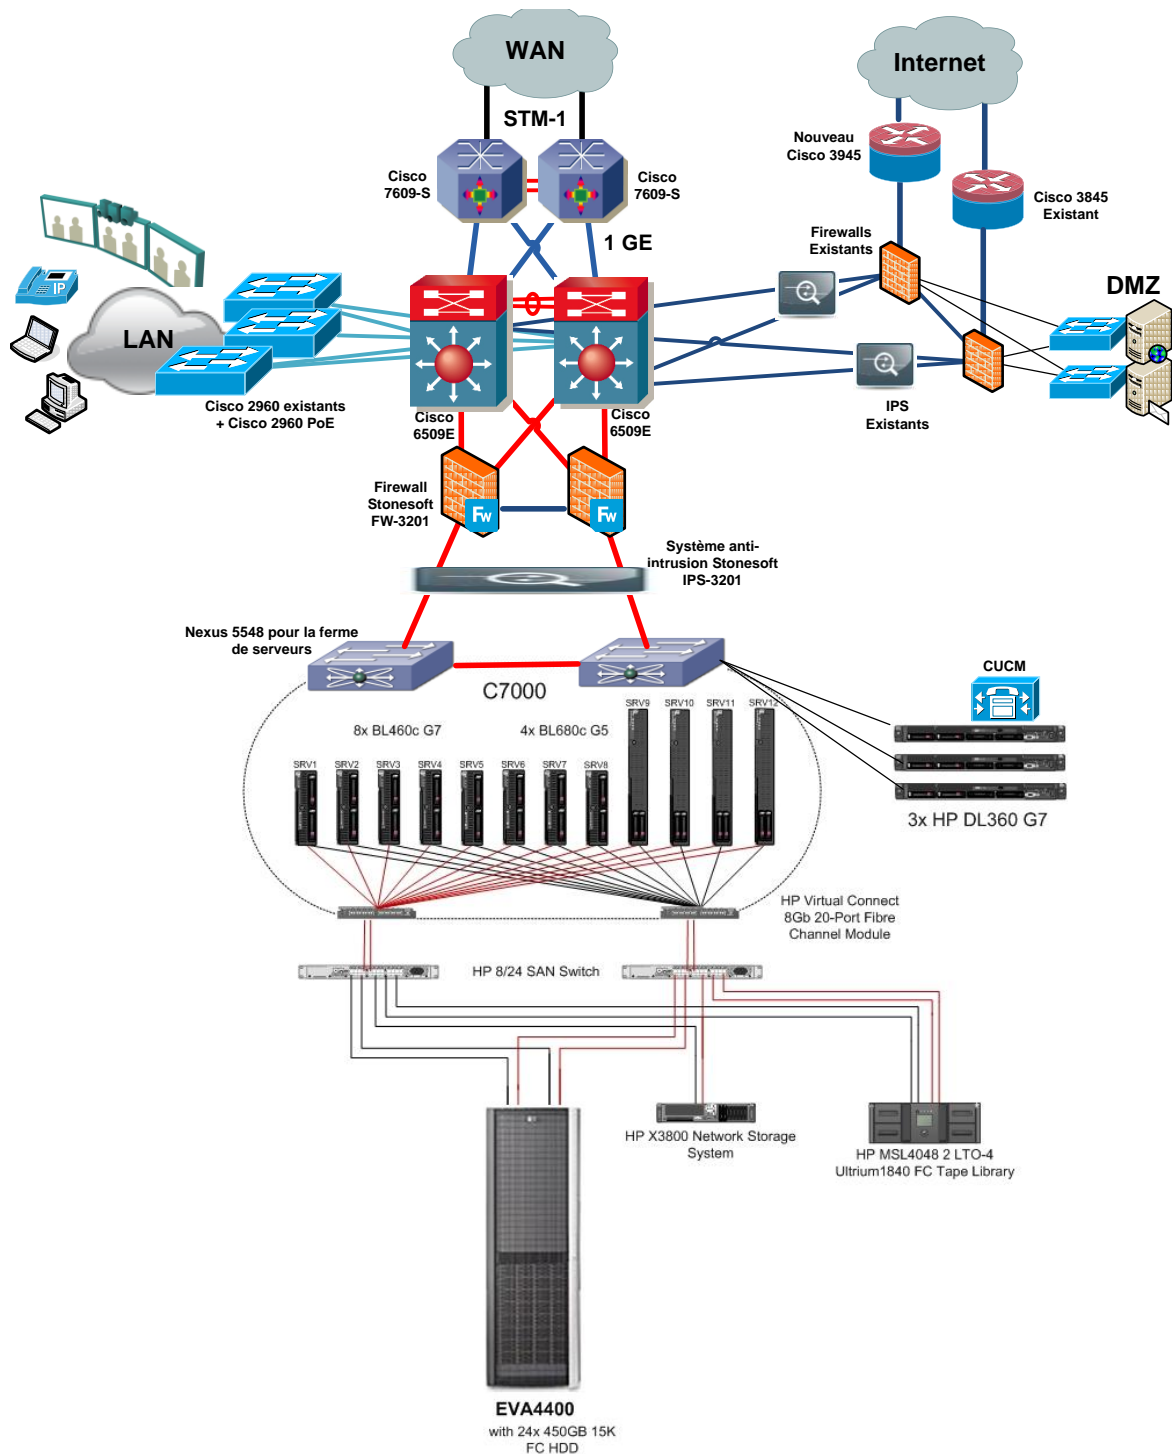 WAN
Internet
STM-1
Nouveau
Cisco 3945
Cisco
7609-S
Cisco
7609-S
Cisco 3845
Existant
Firewalls
Existants
1 GE
IP
DMZ
LAN
Cisco 2960 existants
+ Cisco 2960 PoE
IPS
Existants
Cisco
6509E
Cisco
6509E
Firewall
Stonesoft
FW-3201
FW
FW
Système anti-
intrusion Stonesoft
IPS-3201
Nexus 5548 pour la ferme
de serveurs
CUCM
C7000
8x BL460c G7
4x BL680c G5
SRV9
SRV10
SRV11
SRV12
SRV1
SRV2
SRV3
SRV4
SRV5
SRV6
SRV7
SRV8
3x HP DL360 G7
HP Virtual Connect
8Gb 20-Port Fibre
Channel Module
HP 8/24 SAN Switch
HP X3800 Network Storage
System
HP MSL4048 2 LTO-4
Ultrium1840 FC Tape Library
EVA4400
with 24x 450GB 15K
FC HDD